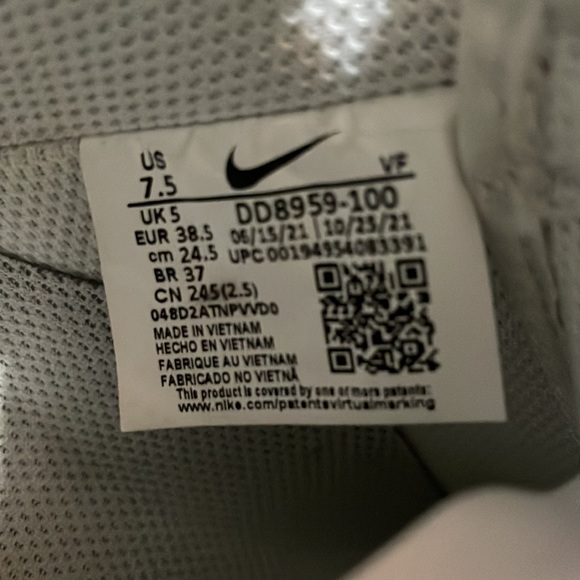 US
7.5
VF
UK 5
DD8959-100
EUR 38.5
06/15/21 10/23/21
cm 24.5
UPC 00194954083391
BR 37
CN 245(2.5)
048D2ATNPVVD0
MADE IN VIETNAM
HECHO EN VIETNAM
FABRIQUE AU VIETNAM
FABRICADO NO VIETNÃ
This product is covered by one or more patents:
www.nike.com/patentsvirtualmarking